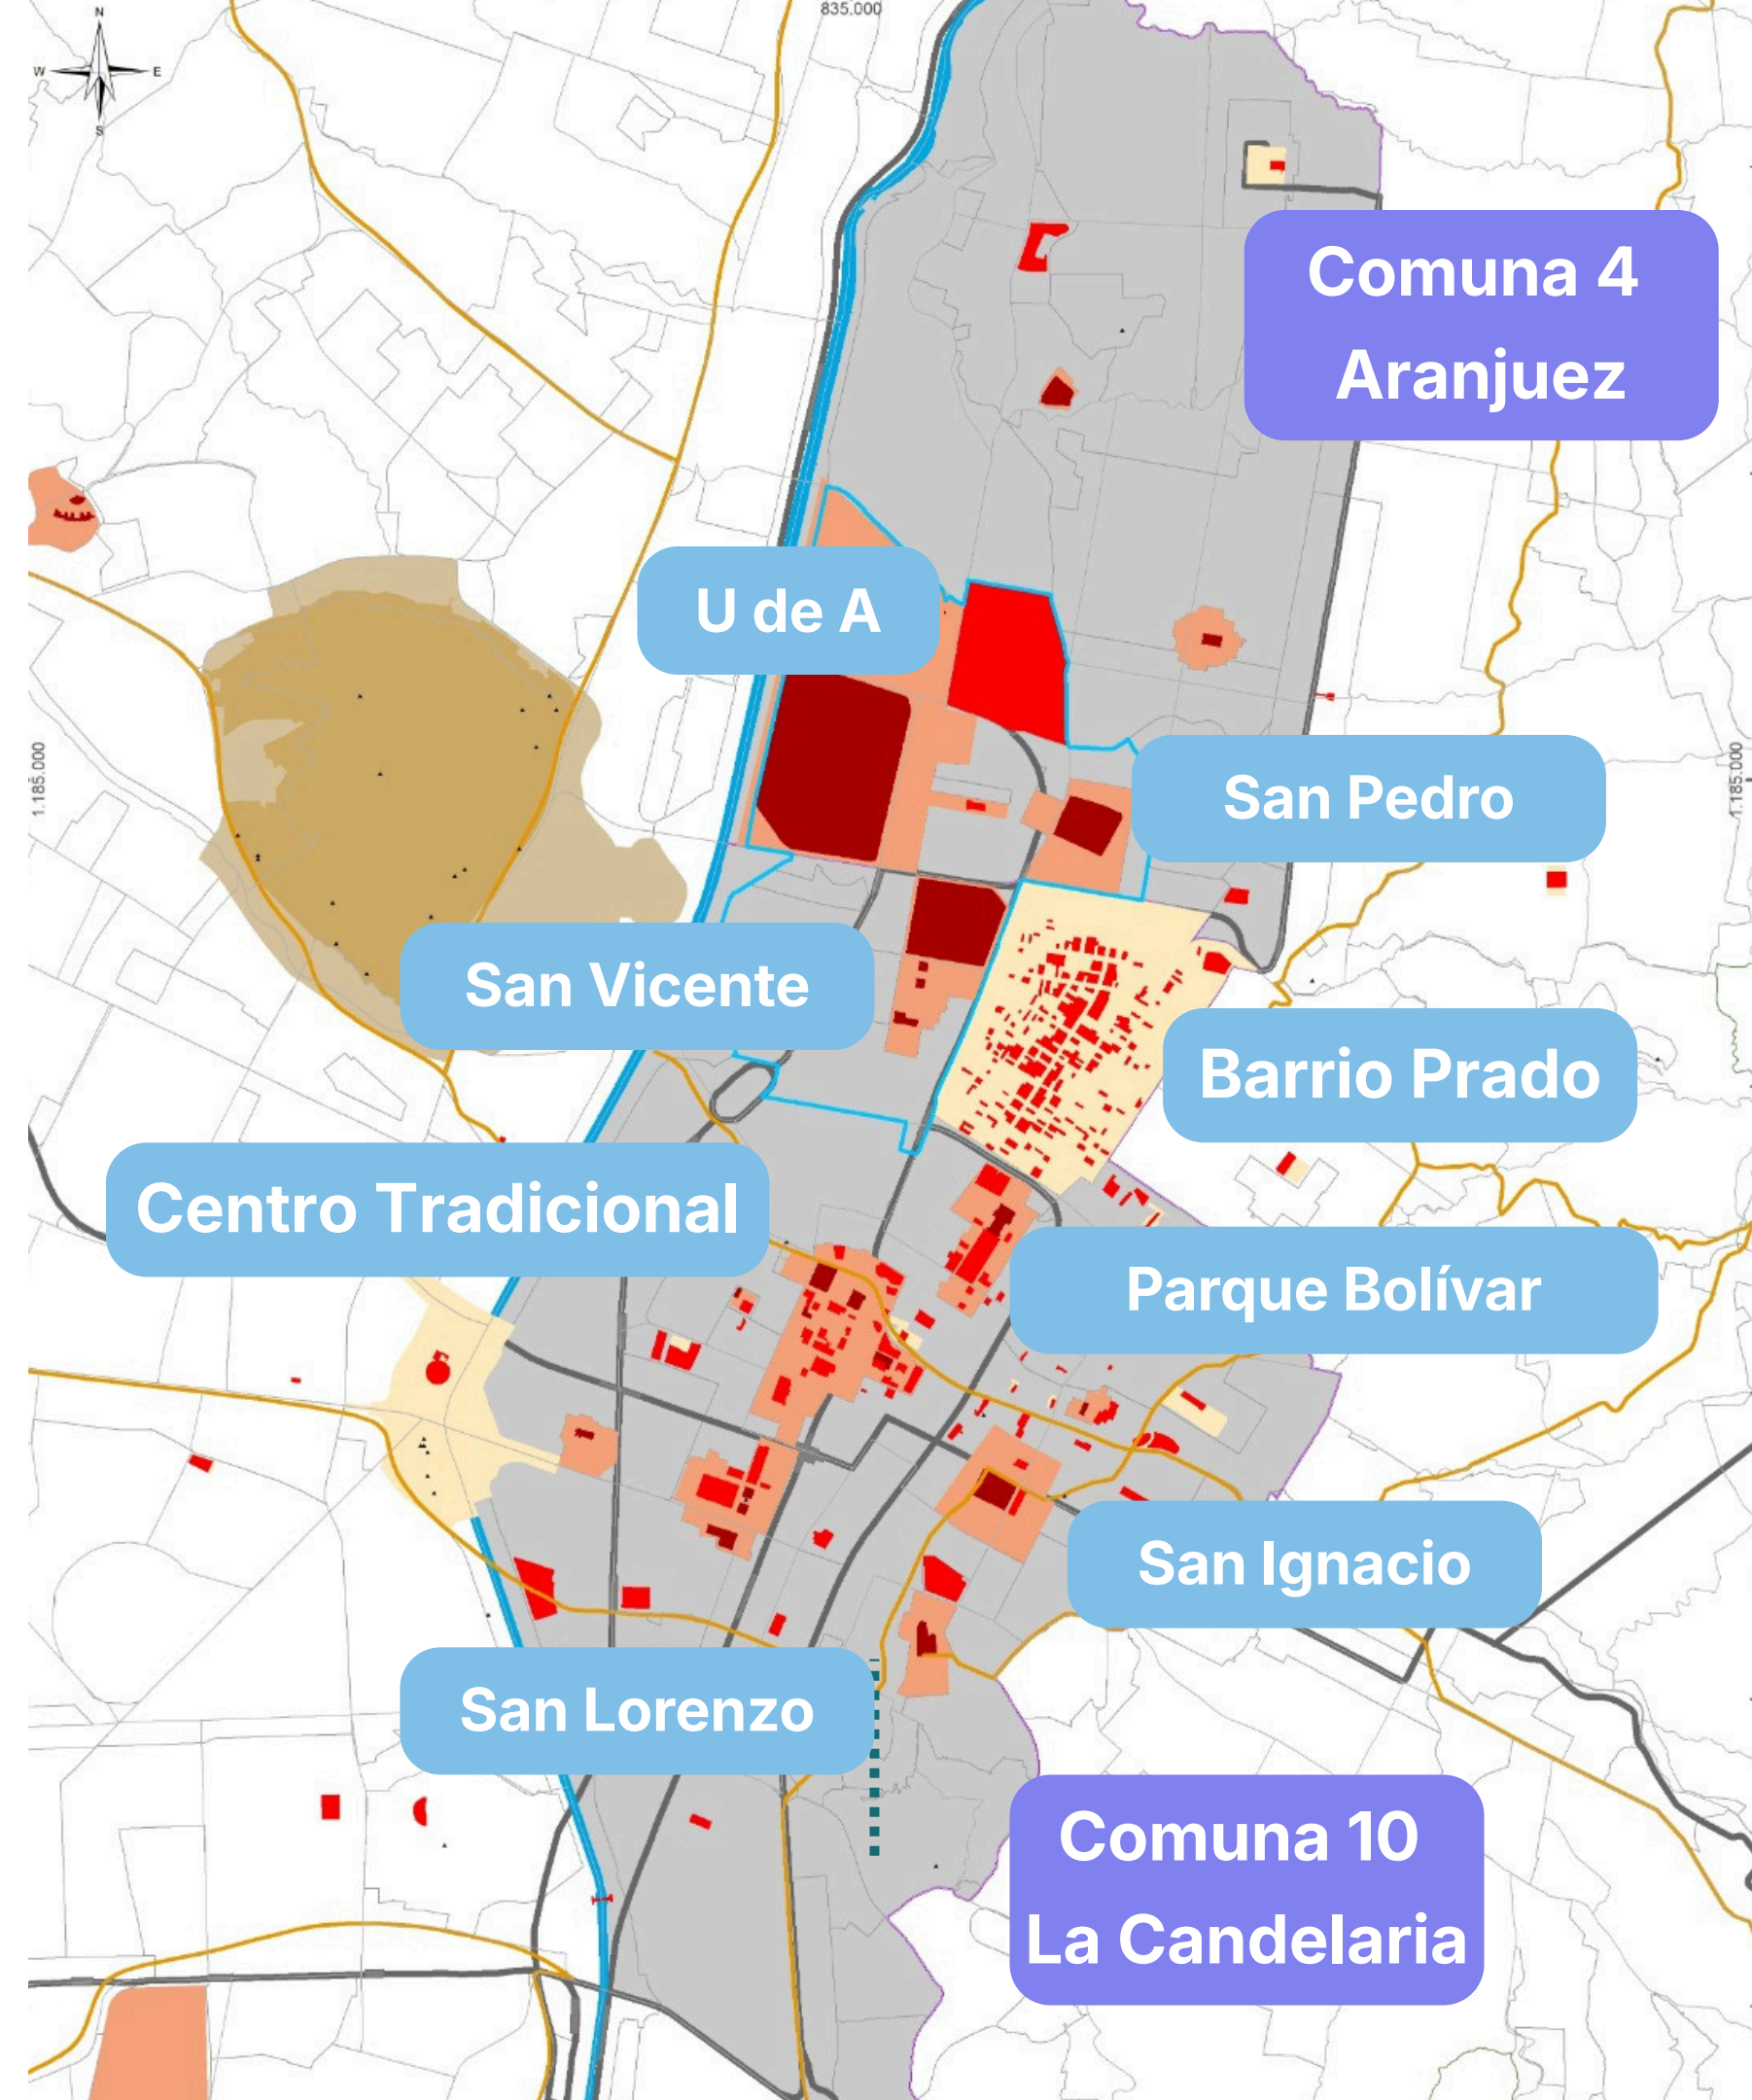 835.000
N
W
E
S
Comuna 4
Aranjuez
U de A
1.185.000
1.185.000
San Pedro
San Vicente
Barrio Prado
Centro Tradicional
Parque Bolívar
San Ignacio
San Lorenzo
Comuna 10
La Candelaria